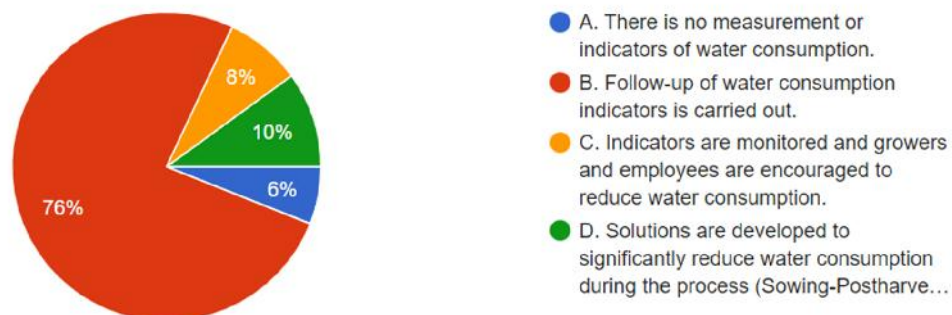 8%
10%
6%
76%
A. There is no measurement or
indicators of water consumption.
B. Follow-up of water consumption
indicators is carried out.
C. Indicators are monitored and growers
and employees are encouraged to
reduce water consumption.
D. Solutions are developed to
significantly reduce water consumption
during the process (Sowing-Postharve…